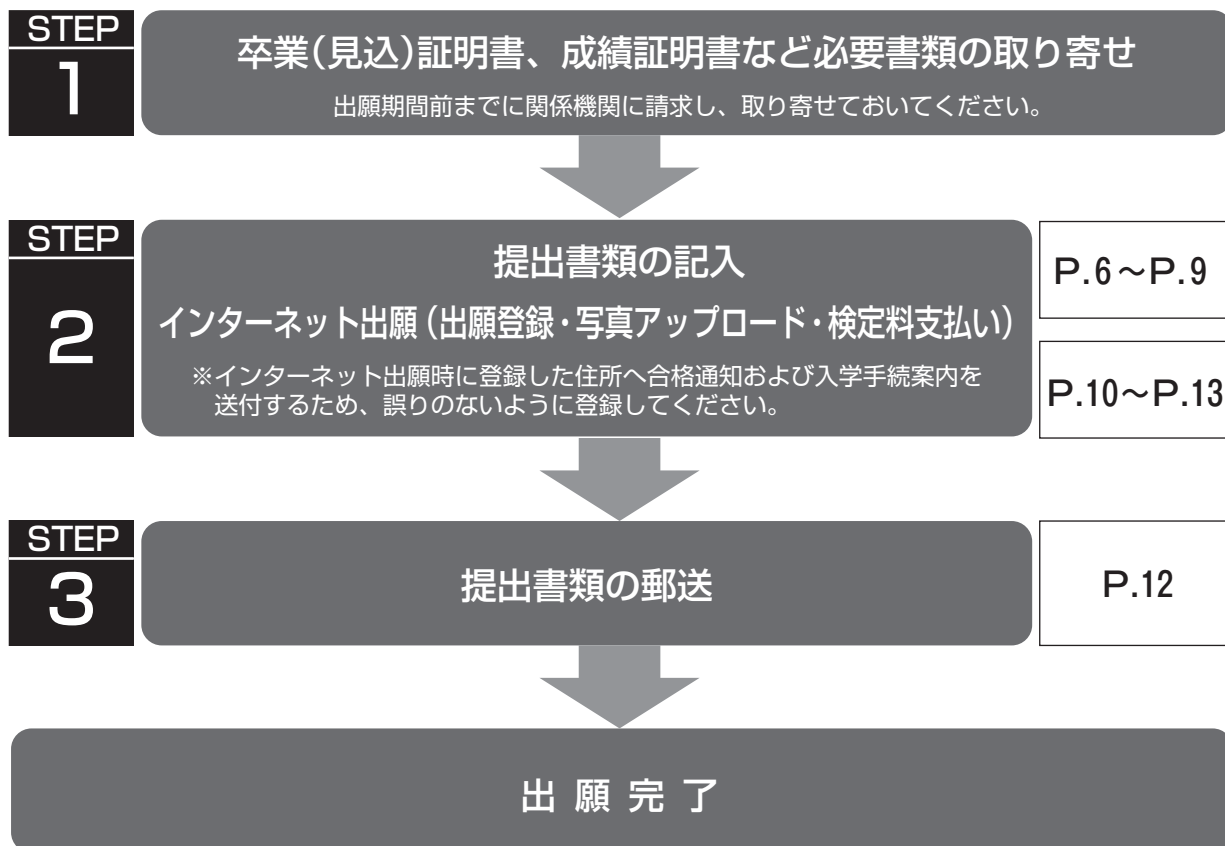 STEP
1
卒業(見込)証明書、成績証明書など必要書類の取り寄せ
出願期間前までに関係機関に請求し、取り寄せておいてください。
STEP
2
提出書類の記入
インターネット出願(出願登録・写真アップロード・検定料支払い)
※インターネット出願時に登録した住所へ合格通知および入学手続案内を
送付するため、誤りのないように登録してください。
P.6～P.9
P.10～P.13
STEP
3
提出書類の郵送
P.12
出願完了